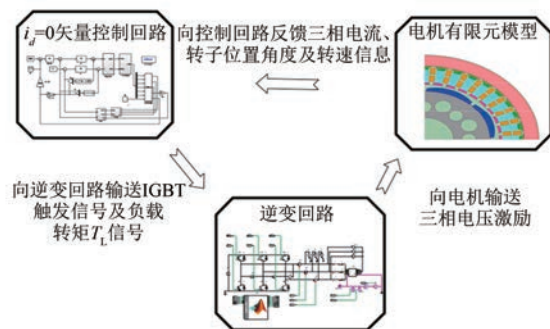 i_d=0矢量控制回路
向控制回路反馈三相电流、
转子位置角度及转速信息
电机有限元模型
向逆变回路输送IGBT
触发信号及负载
转矩T_L信号
逆变回路
向电机输送
三相电压激励